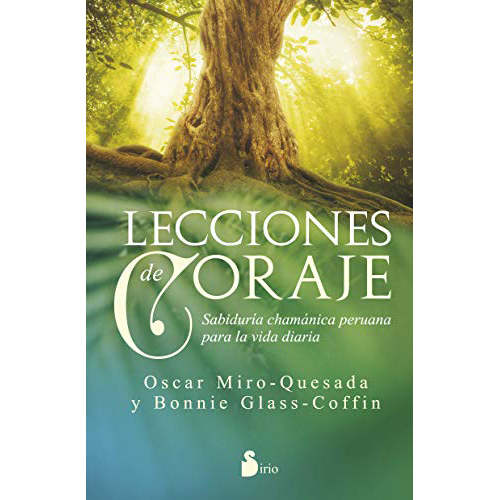 LECCIONES
de CORAJE
Sabiduría chamánica peruana
para la vida diaria
Oscar Miro-Quesada
y Bonnie Glass-Coffin
Sirio